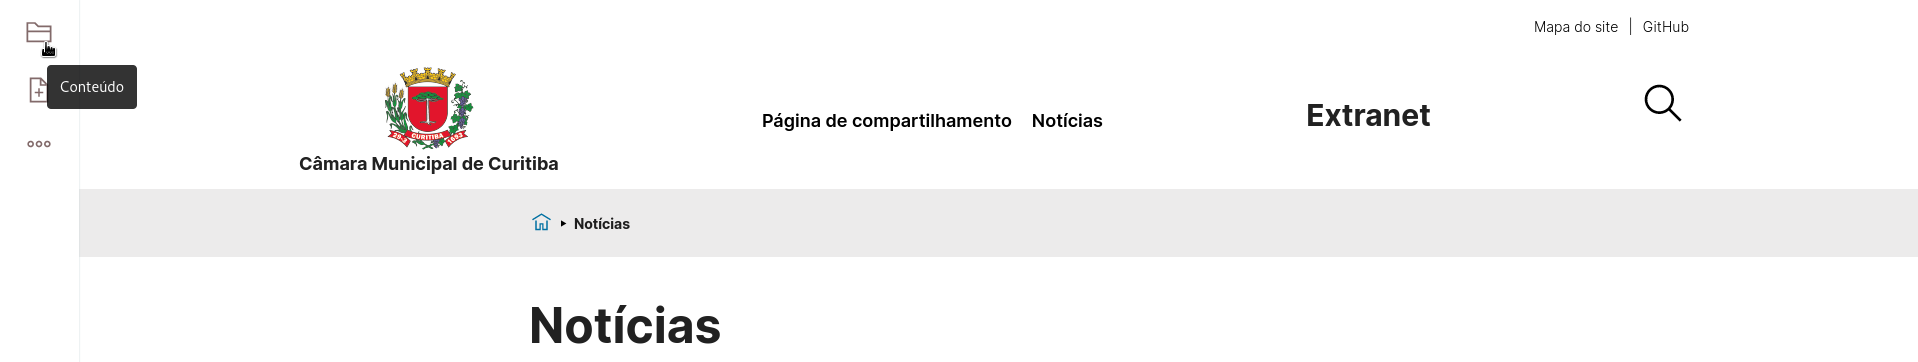 Mapa do site | GitHub
Conteúdo
CURITIBA
Câmara Municipal de Curitiba
Página de compartilhamento Notícias
Extranet
Notícias
Notícias